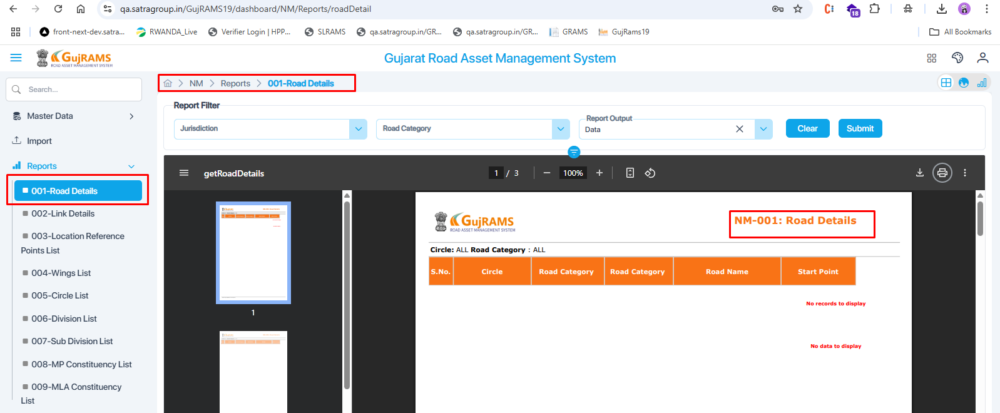 qa.satragroup.in/GujRAMS19/dashboard/NM/Reports/roadDetail
18
front-next-dev.satra...
RWANDA_Live
Verifier Login | HPP...
SLRAMS
qa.satragroup.in/GR...
qa.satragroup.in/GR...
GRAMS
GujRams19
All Bookmarks
GujRAMS
ROAD ASSET MANAGEMENT SYSTEM
Gujarat Road Asset Management System
Search...
NM
Reports
001-Road Details
Master Data
Import
Reports
001-Road Details
002-Link Details
003-Location Reference
Points List
004-Wings List
005-Circle List
006-Division List
007-Sub Division List
008-MP Constituency List
009-MLA Constituency
List
Report Filter
Jurisdiction
Road Category
Report Output
Data
Clear
Submit
getRoadDetails
1 / 3
100%
1
GujRAMS
ROAD ASSET MANAGEMENT SYSTEM
NM-001: Road Details
Circle: ALL Road Category : ALL
S.No. Circle Road Category Road Category Road Name Start Point
No records to display
No data to display